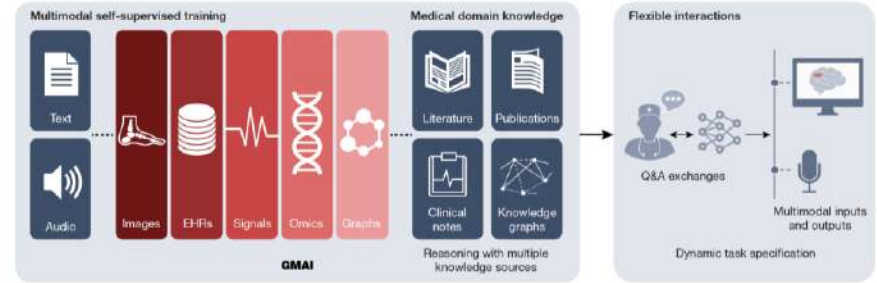 Multimodal self-supervised training
Medical domain knowledge
Flexible interactions
Text
Audio
Images
EHRs
Signals
Omics
Graphs
Literature
Publications
Clinical
notes
Knowledge
graphs
GMAI
Reasoning with multiple
knowledge sources
Q&A exchanges
Multimodal inputs
and outputs
Dynamic task specification